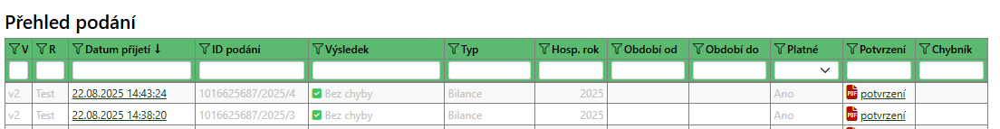 Přehled podání
V R Datum přijetí ↓ ID podání Výsledek Typ Hosp. rok Období od Období do Platné Potvrzení Chybník
v2 Test 22.08.2025 14:43:24 1016625687/2025/4 Bez chyby Bilance 2025 Ano PDF potvrzení
v2 Test 22.08.2025 14:38:20 1016625687/2025/3 Bez chyby Bilance 2025 Ano PDF potvrzení